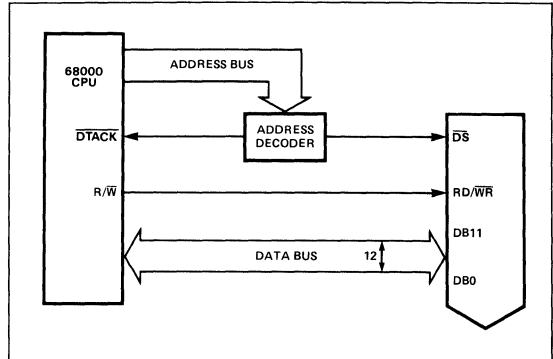 68000
CPU
ADDRESS BUS
ADDRESS
DECODER
DTACK
DS
R/W
RD/WR
DB11
DATA BUS
12
DB0